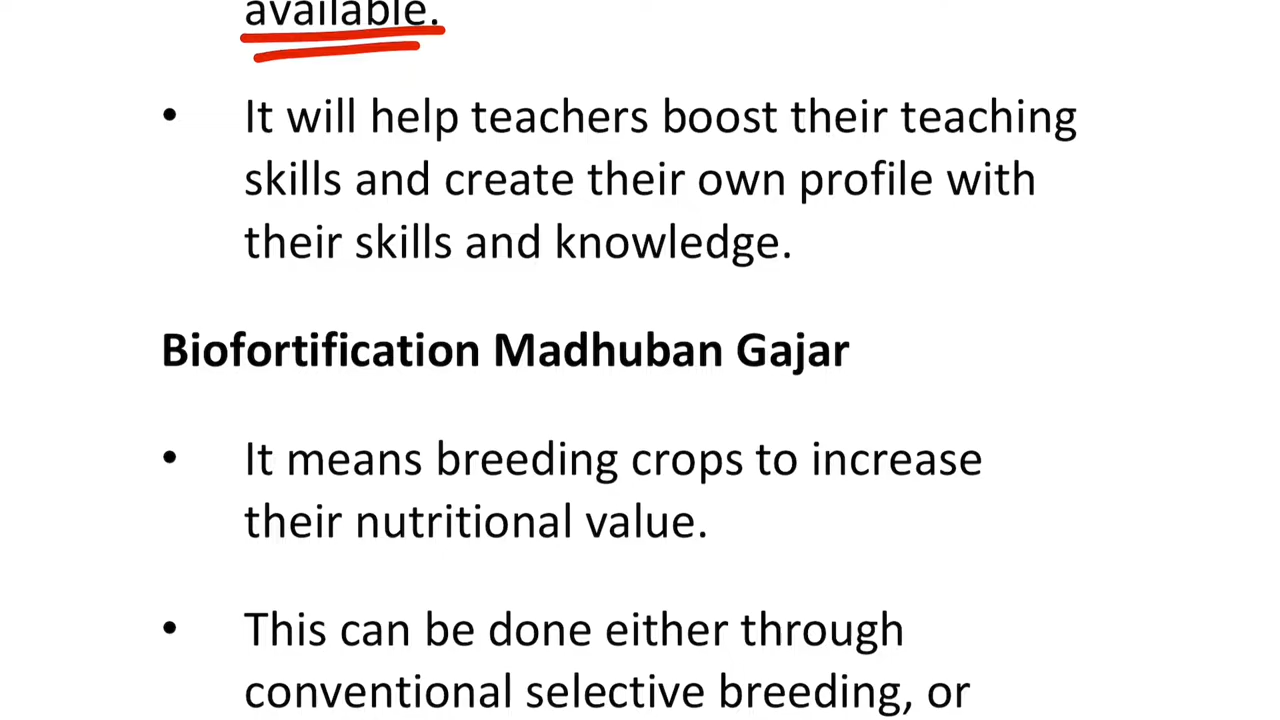 available.
• It will help teachers boost their teaching
skills and create their own profile with
their skills and knowledge.
Biofortification Madhuban Gajar
• It means breeding crops to increase
their nutritional value.
• This can be done either through
conventional selective breeding, or